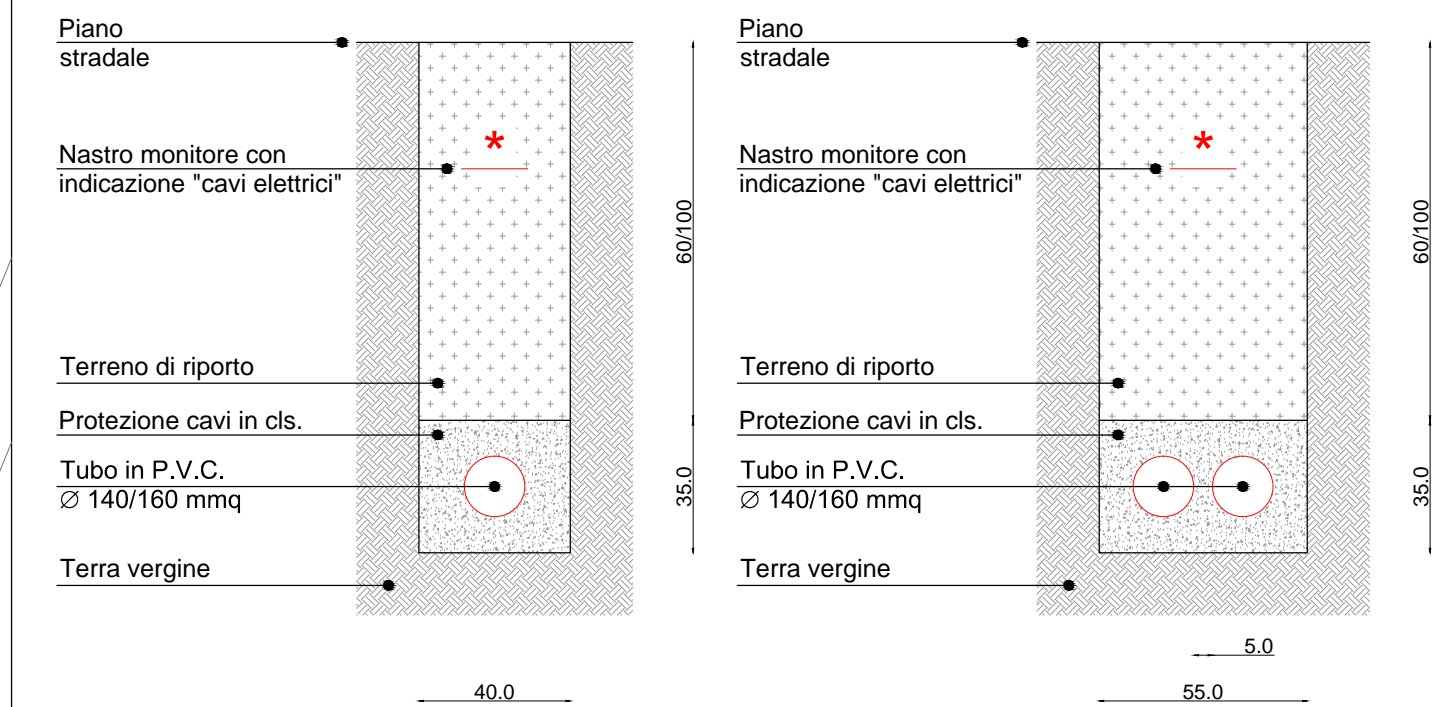 Piano
stradale
Nastro monitore con
indicazione "cavi elettrici"
Terreno di riporto
Protezione cavi in cls.
Tubo in P.V.C.
∅ 140/160 mmq
Terra vergine
*
60/100
35.0
40.0
Piano
stradale
Nastro monitore con
indicazione "cavi elettrici"
Terreno di riporto
Protezione cavi in cls.
Tubo in P.V.C.
∅ 140/160 mmq
Terra vergine
*
60/100
35.0
5.0
55.0